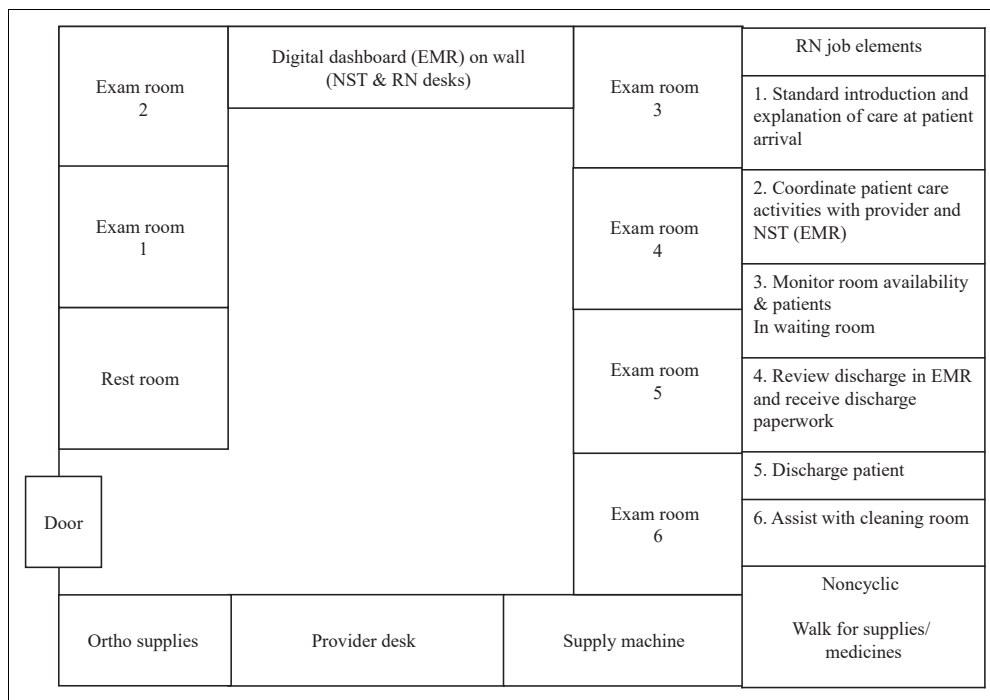 Exam room
2
Digital dashboard (EMR) on wall
(NST & RN desks)
Exam room
3
Exam room
1
Exam room
4
Rest room
Exam room
5
Door
Exam room
6
Ortho supplies
Provider desk
Supply machine
RN job elements
1. Standard introduction and
explanation of care at patient
arrival
2. Coordinate patient care
activities with provider and
NST (EMR)
3. Monitor room availability
& patients
In waiting room
4. Review discharge in EMR
and receive discharge
paperwork
5. Discharge patient
6. Assist with cleaning room
Noncyclic
Walk for supplies/
medicines